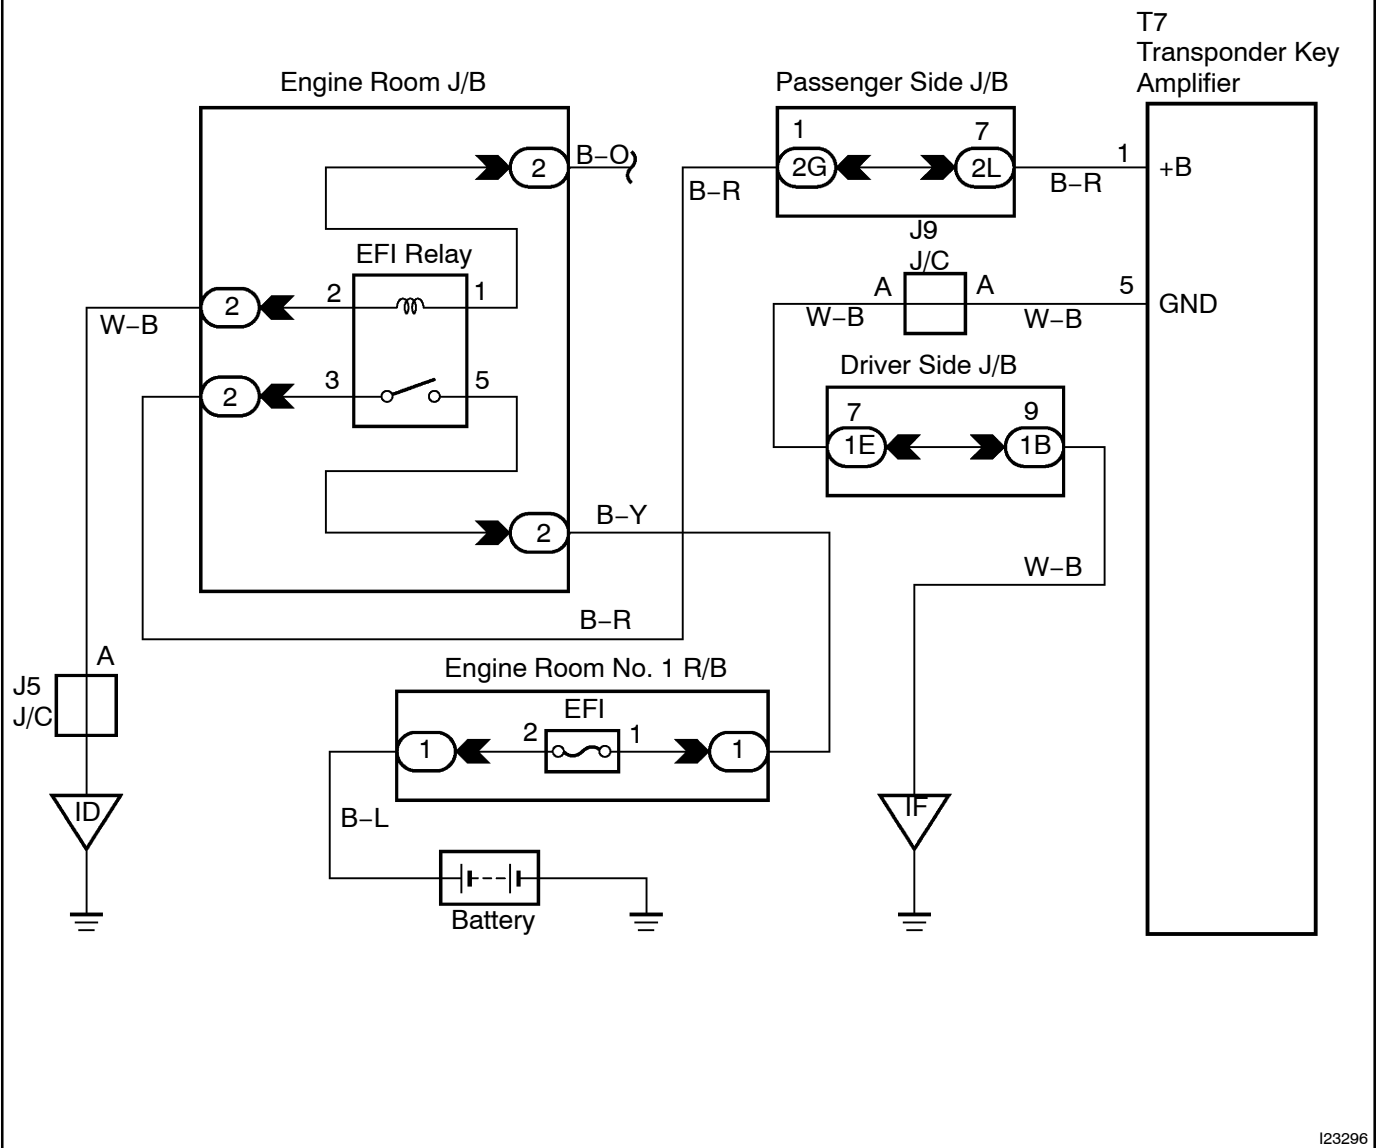 T7
Transponder Key
Amplifier
Engine Room J/B
Passenger Side J/B
2
B–O
1
7
2G
2L
1
+B
B–R
B–R
J9
J/C
EFI Relay
2
2
1
A
A
5
GND
W–B
W–B
W–B
Driver Side J/B
2
3
5
7
9
1E
1B
2
B–Y
W–B
B–R
A
J5
J/C
Engine Room No. 1 R/B
EFI
1
2
1
1
ID
IF
B–L
Battery
I23296